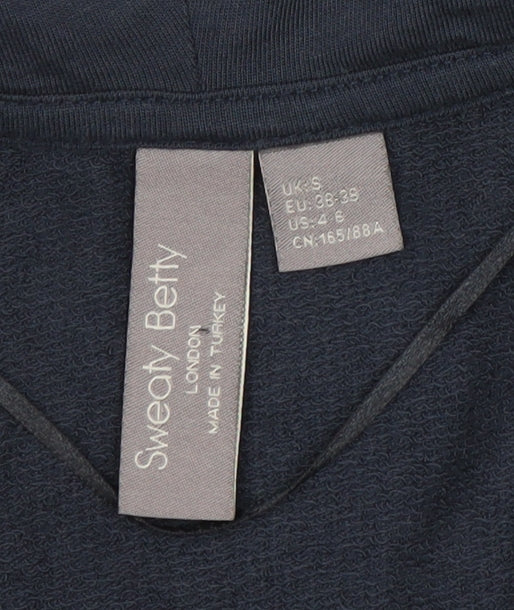 Sweaty Betty
LONDON
MADE IN TURKEY
UK:S
EU:36-38
US:4-6
CN:165/88A